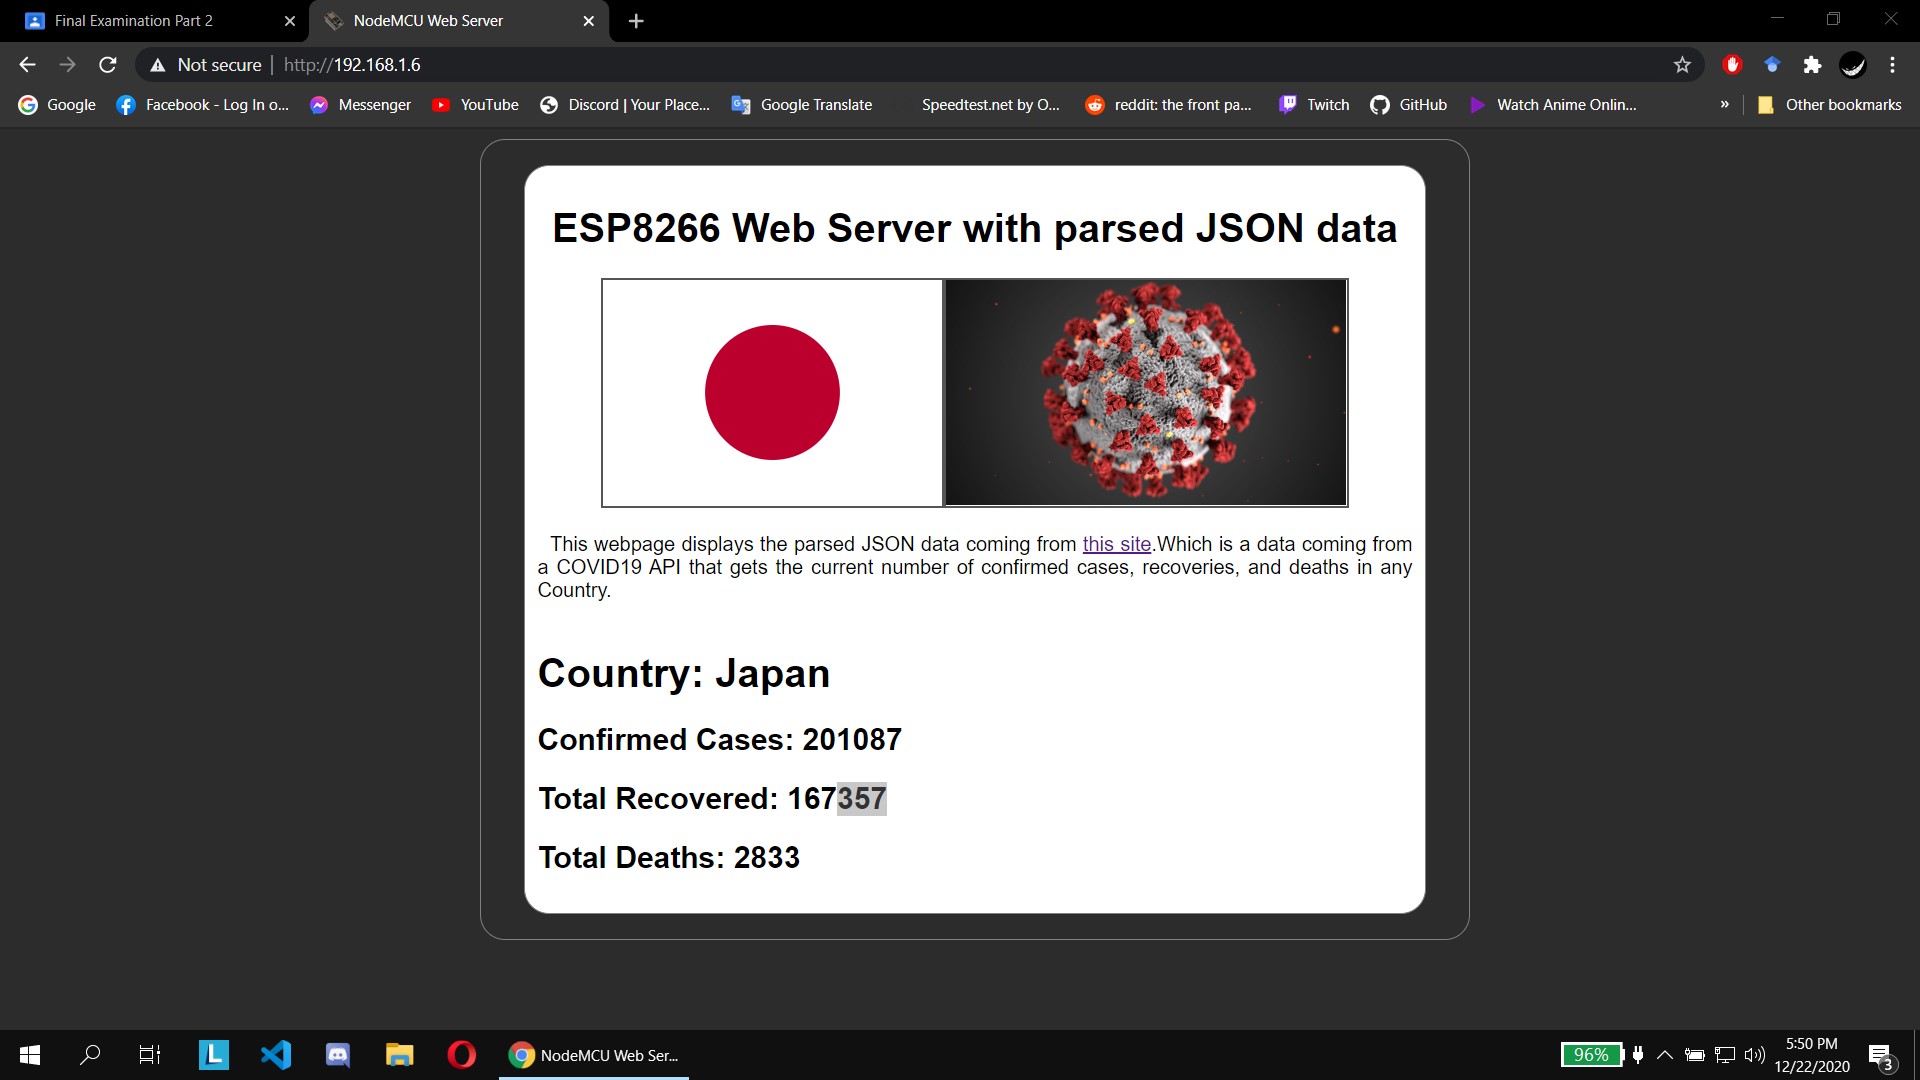 Final Examination Part 2
NodeMCU Web Server
Not secure | http://192.168.1.6
Google Facebook - Log In o... Messenger YouTube Discord | Your Place... Google Translate Speedtest.net by O... reddit: the front pa... Twitch GitHub Watch Anime Onlin... » Other bookmarks
ESP8266 Web Server with parsed JSON data
This webpage displays the parsed JSON data coming from this site.Which is a data coming from
a COVID19 API that gets the current number of confirmed cases, recoveries, and deaths in any
Country.
Country: Japan
Confirmed Cases: 201087
Total Recovered: 167357
Total Deaths: 2833
L
NodeMCU Web Ser...
96%
5:50 PM
12/22/2020
3